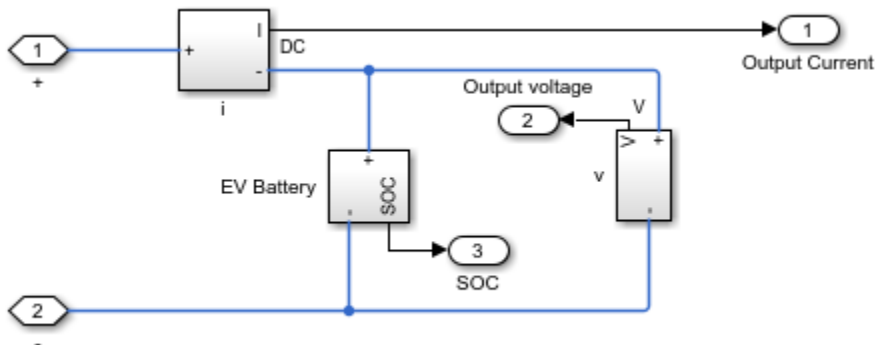 1
+
+
I
-
DC
i
1
Output Current
Output voltage
2
V
V
+
-
v
EV Battery
+
-
SOC
3
SOC
2